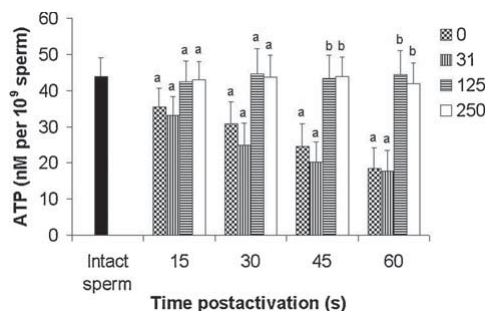 ATP (nM per 10⁹ sperm)
60
50
40
30
20
10
0
a a a a
a a a a
a a b b
a a b b
Intact
sperm
15 30 45 60
Time postactivation (s)
0
31
125
250